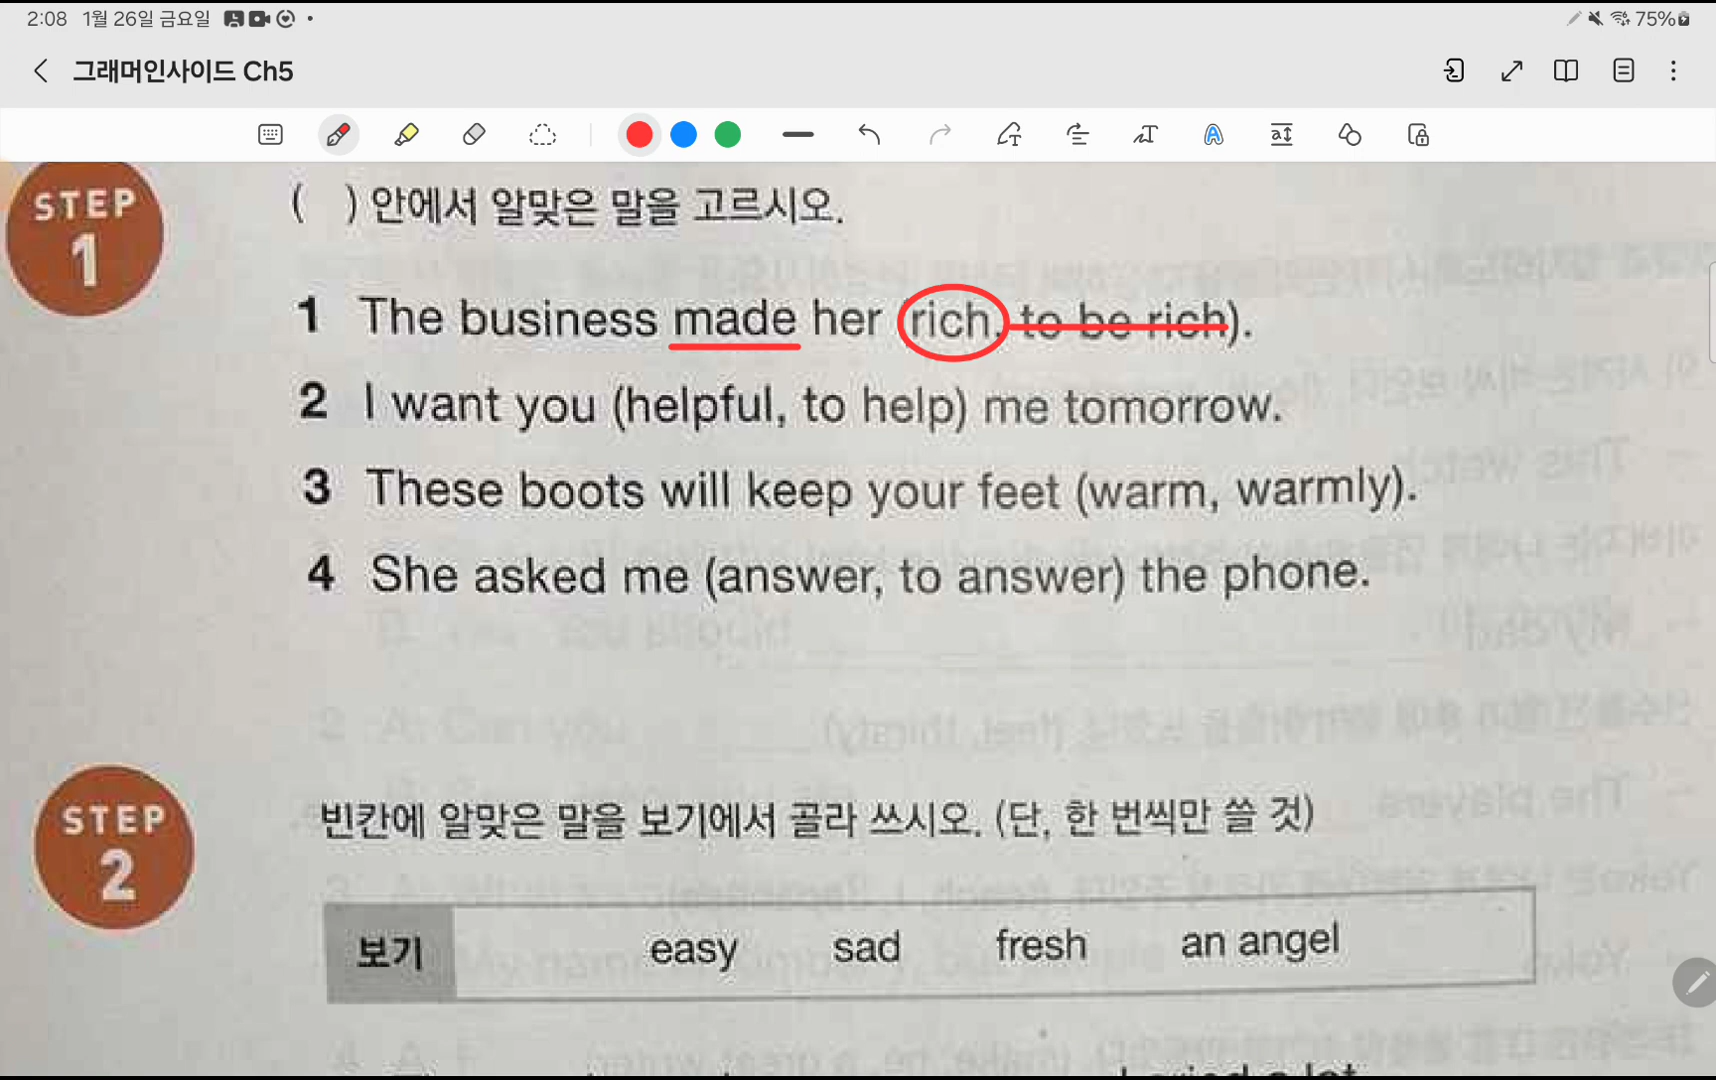 2:08 1월 26일 금요일
75%
그래머인사이드 Ch5
STEP 1
( ) 안에서 알맞은 말을 고르시오.
1 The business made her (rich, to be rich).
2 I want you (helpful, to help) me tomorrow.
3 These boots will keep your feet (warm, warmly).
4 She asked me (answer, to answer) the phone.
STEP 2
빈칸에 알맞은 말을 보기에서 골라 쓰시오. (단, 한 번씩만 쓸 것)
보기 easy sad fresh an angel
I cried a lot